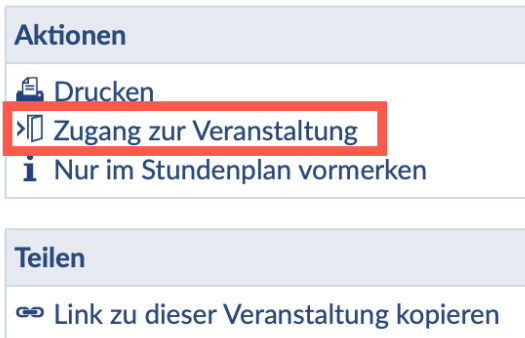 Aktionen
Drucken
Zugang zur Veranstaltung
Nur im Stundenplan vormerken
Teilen
Link zu dieser Veranstaltung kopieren